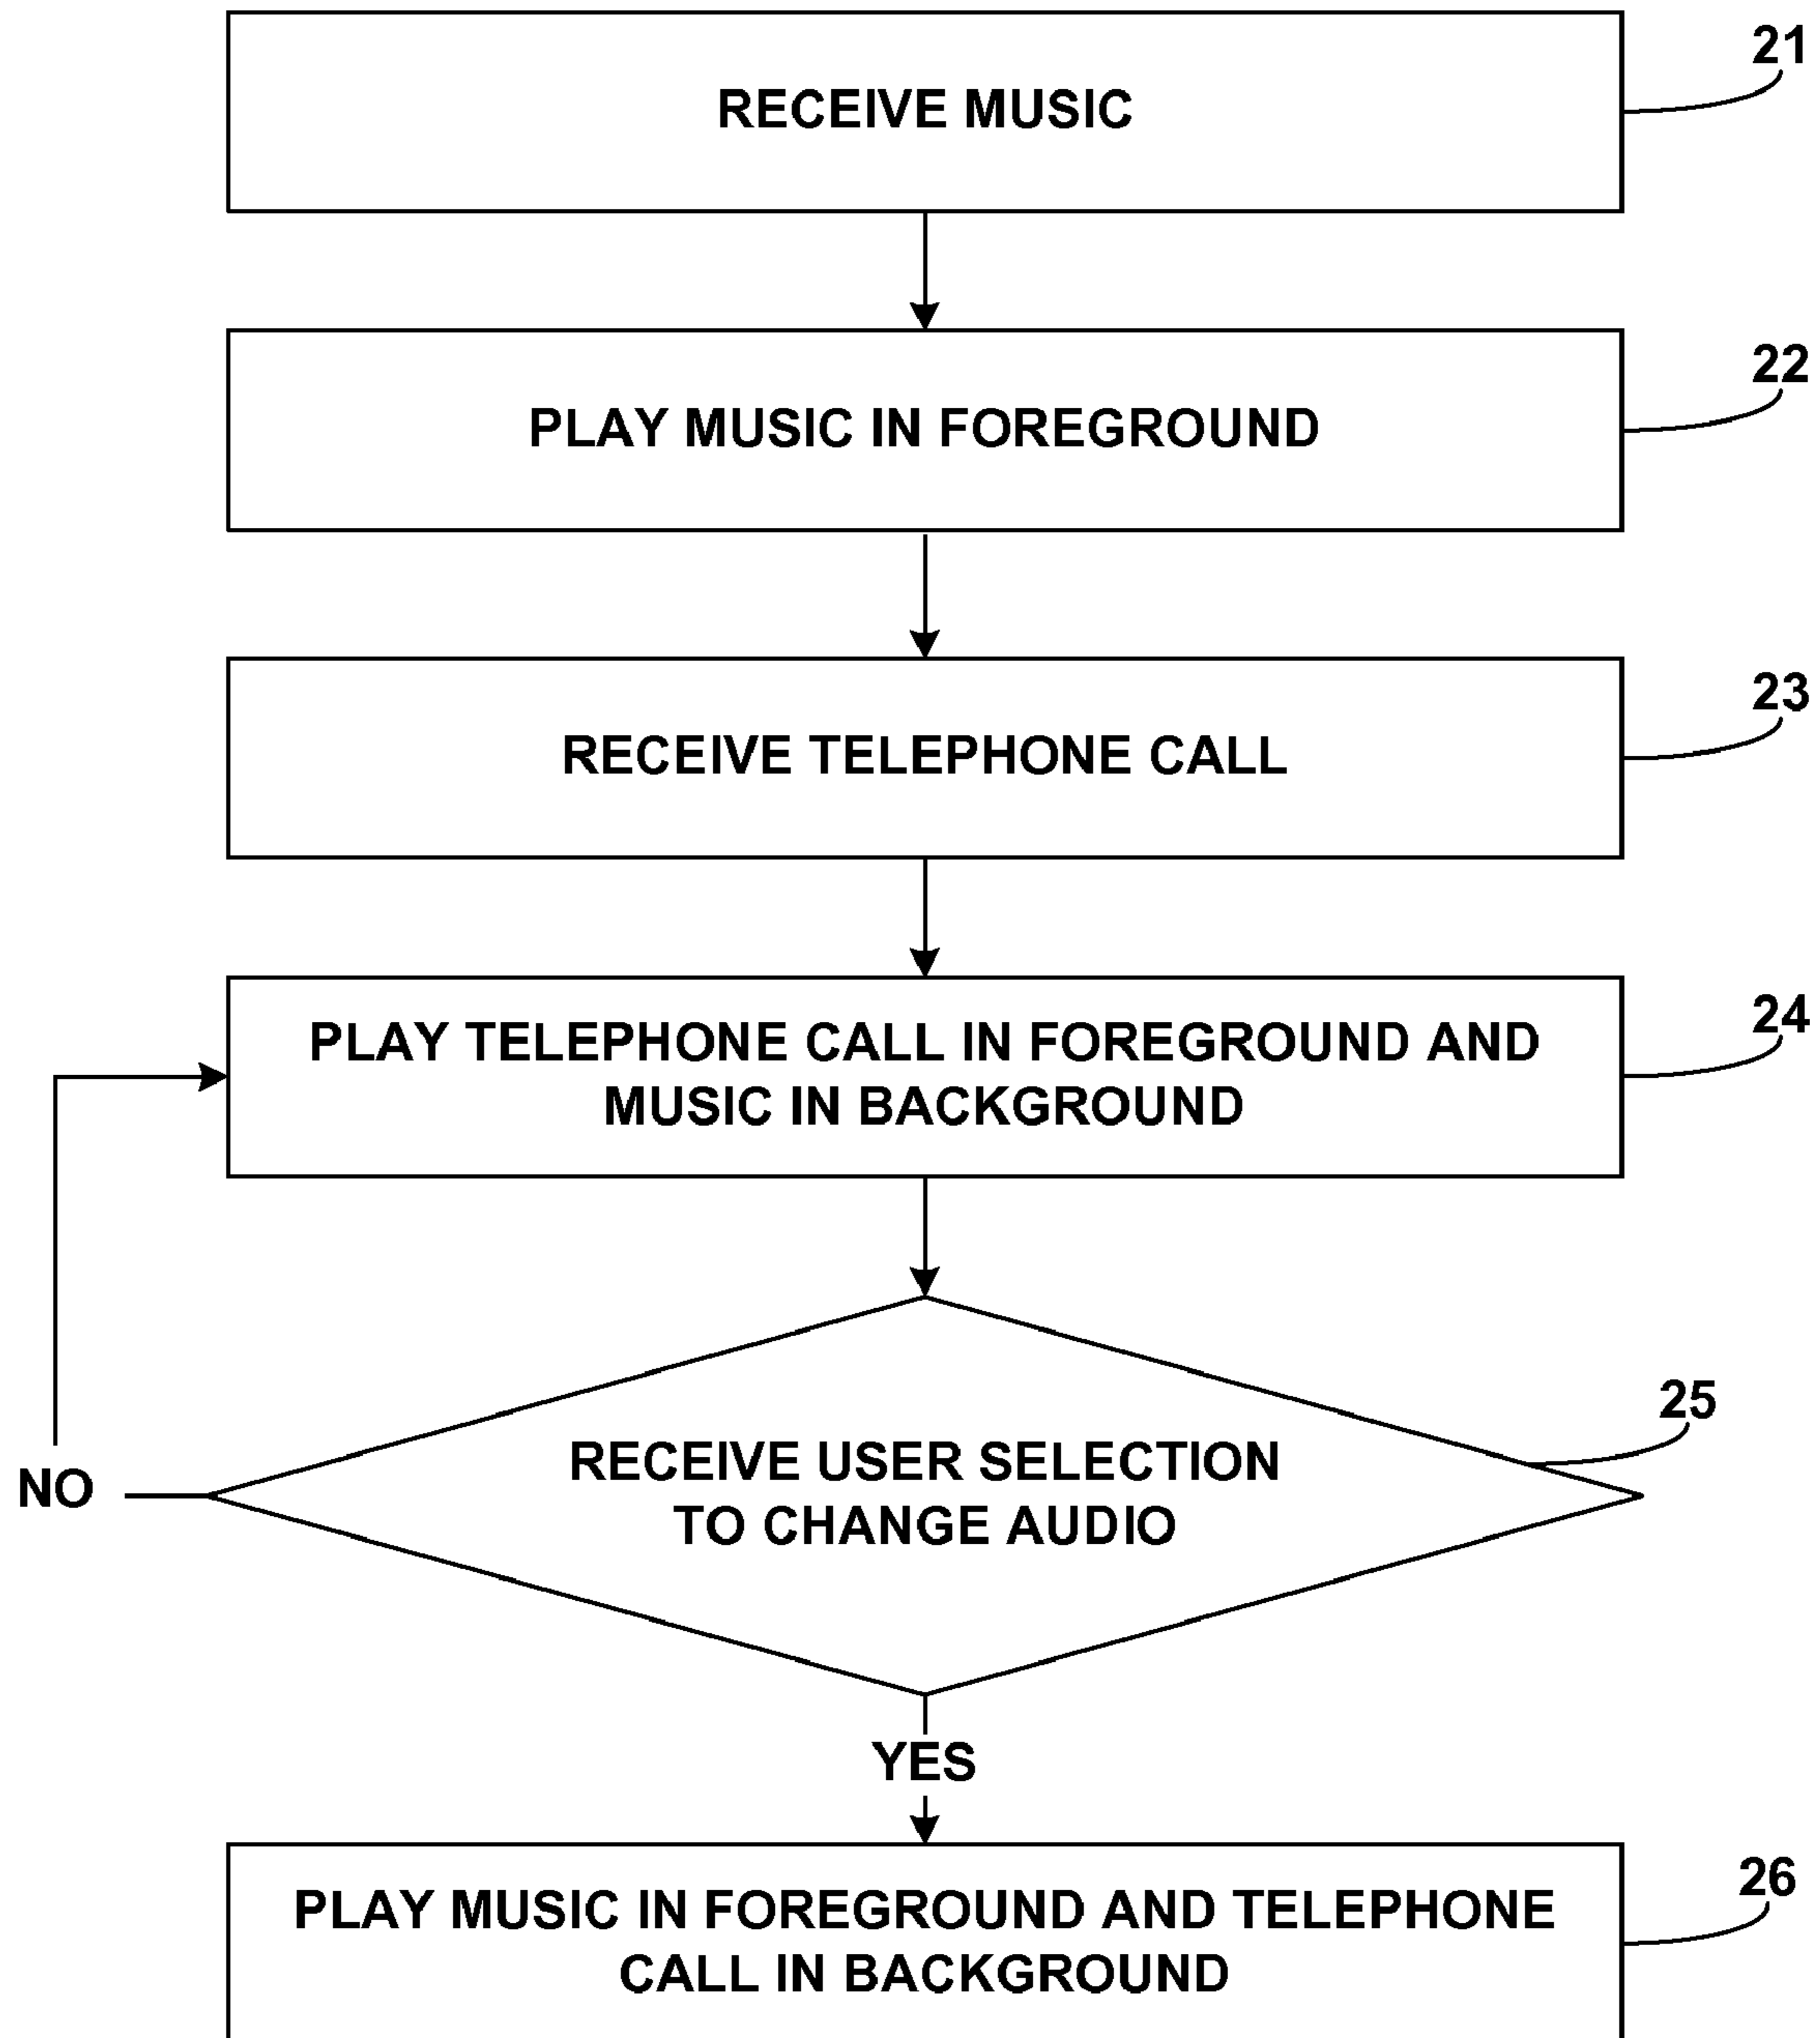 21
RECEIVE MUSIC
22
PLAY MUSIC IN FOREGROUND
23
RECEIVE TELEPHONE CALL
24
PLAY TELEPHONE CALL IN FOREGROUND AND
MUSIC IN BACKGROUND
25
RECEIVE USER SELECTION
TO CHANGE AUDIO
NO
YES
26
PLAY MUSIC IN FOREGROUND AND TELEPHONE
CALL IN BACKGROUND